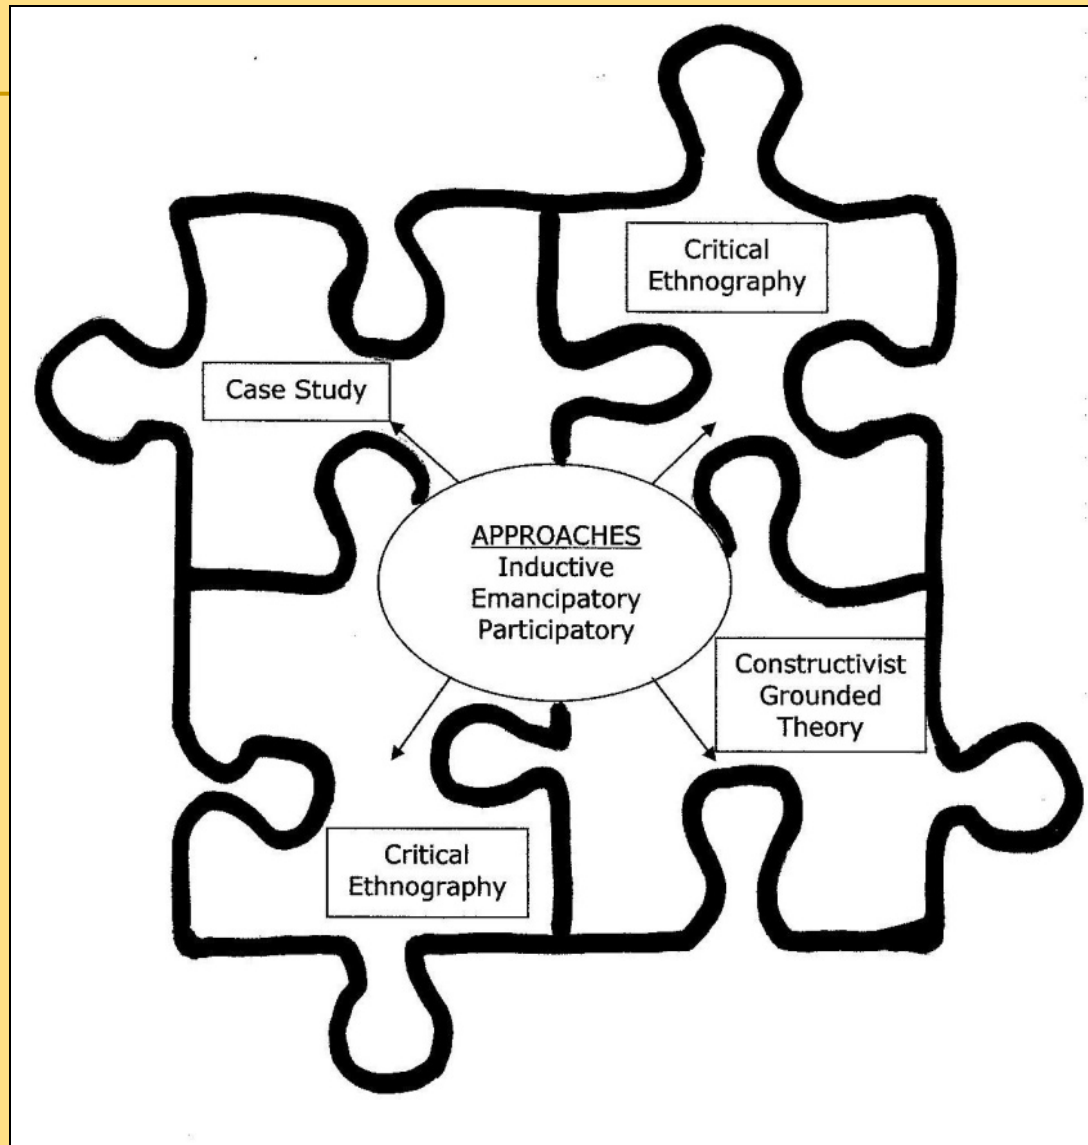 Critical
Ethnography
Case Study
APPROACHES
Inductive
Emancipatory
Participatory
Constructivist
Grounded
Theory
Critical
Ethnography